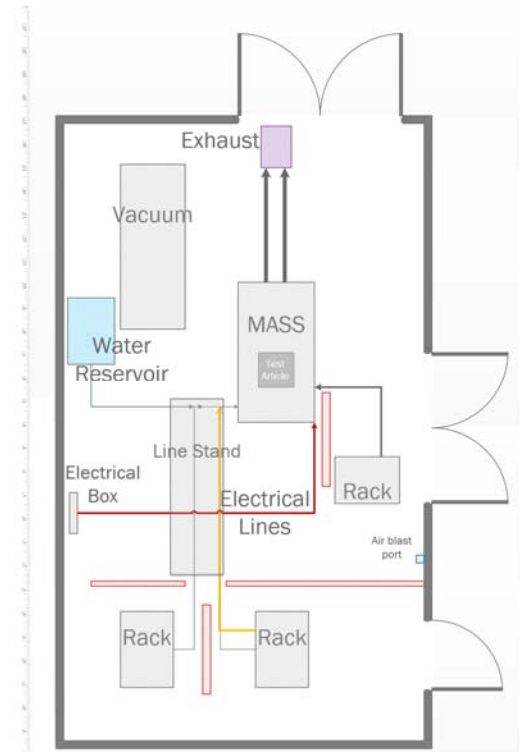 Exhaust
Vacuum
MASS
Test
Article
Water
Reservoir
Line Stand
Electrical
Box
Electrical
Lines
Rack
Air blast
port
Rack
Rack